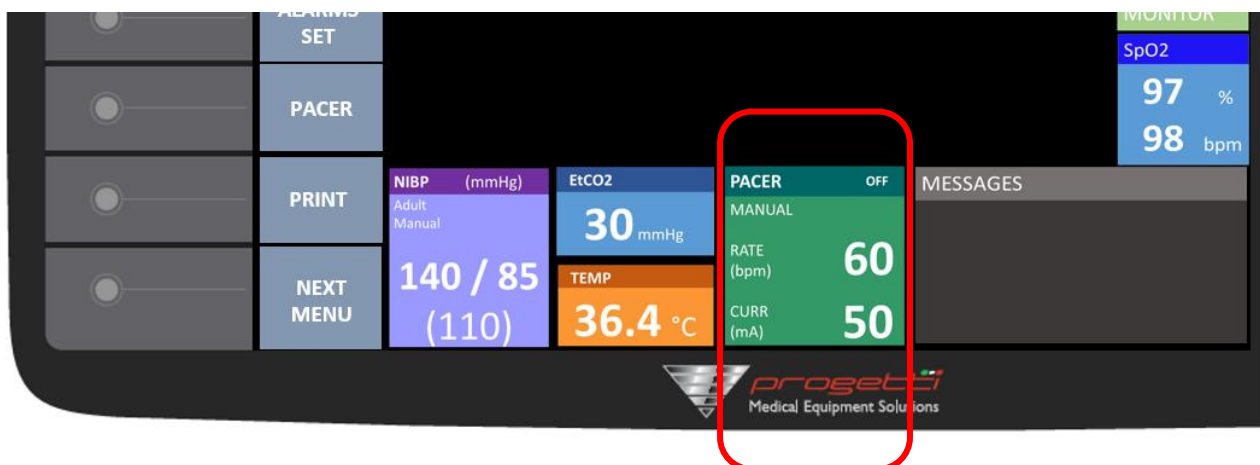 ALARMS
SET
PACER
PRINT
NEXT
MENU
MONITOR
SpO2
97 %
98 bpm
NIBP (mmHg)
Adult
Manual
140 / 85
(110)
EtCO2
30 mmHg
TEMP
36.4 °C
PACER OFF
MANUAL
RATE
(bpm) 60
CURR
(mA) 50
MESSAGES
progetti
Medical Equipment Solutions